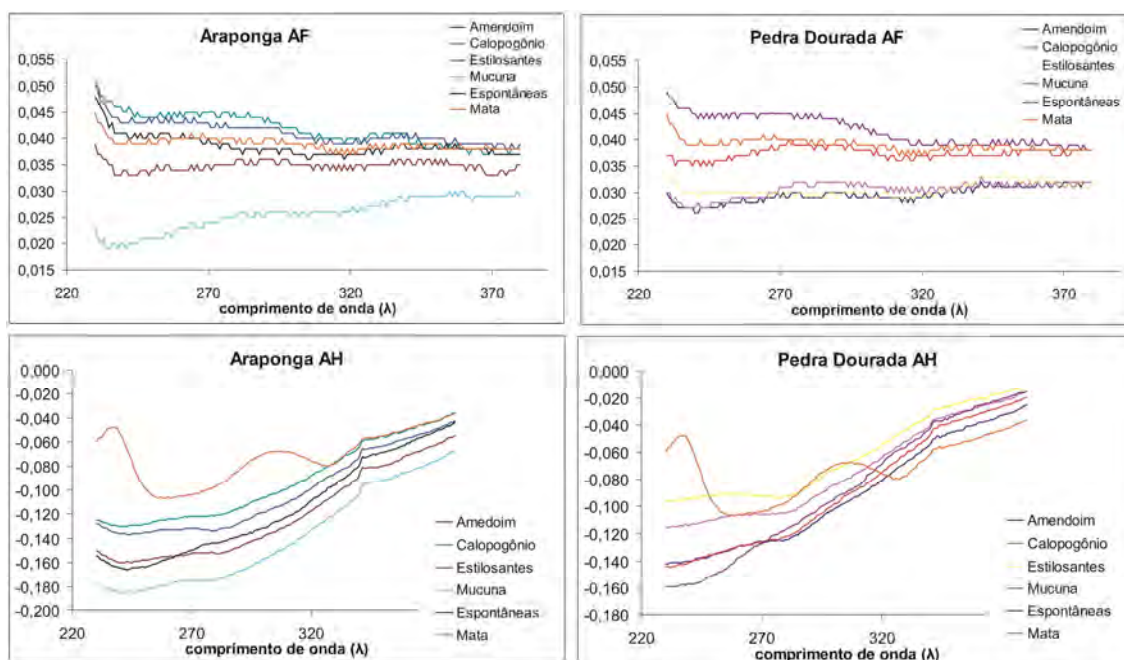 Araponga AF
Amendoim
Calopogônio
Estilosantes
Mucuna
Espontâneas
Mata
0,055
0,050
0,045
0,040
0,035
0,030
0,025
0,020
0,015
220
270
320
370
comprimento de onda (λ)
Pedra Dourada AF
Amendoim
Calopogônio
Estilosantes
Mucuna
Espontâneas
Mata
0,055
0,050
0,045
0,040
0,035
0,030
0,025
0,020
0,015
220
270
320
370
comprimento de onda (λ)
Araponga AH
0,000
-0,020
-0,040
-0,060
-0,080
-0,100
-0,120
-0,140
-0,160
-0,180
-0,200
220
270
320
Amedoim
Calopogônio
Estilosantes
Mucuna
Espontâneas
Mata
comprimento de onda (λ)
Pedra Dourada AH
0,000
-0,020
-0,040
-0,060
-0,080
-0,100
-0,120
-0,140
-0,160
-0,180
220
270
320
Amendoim
Calopogônio
Estilosantes
Mucuna
Espontâneas
Mata
comprimento de onda (λ)